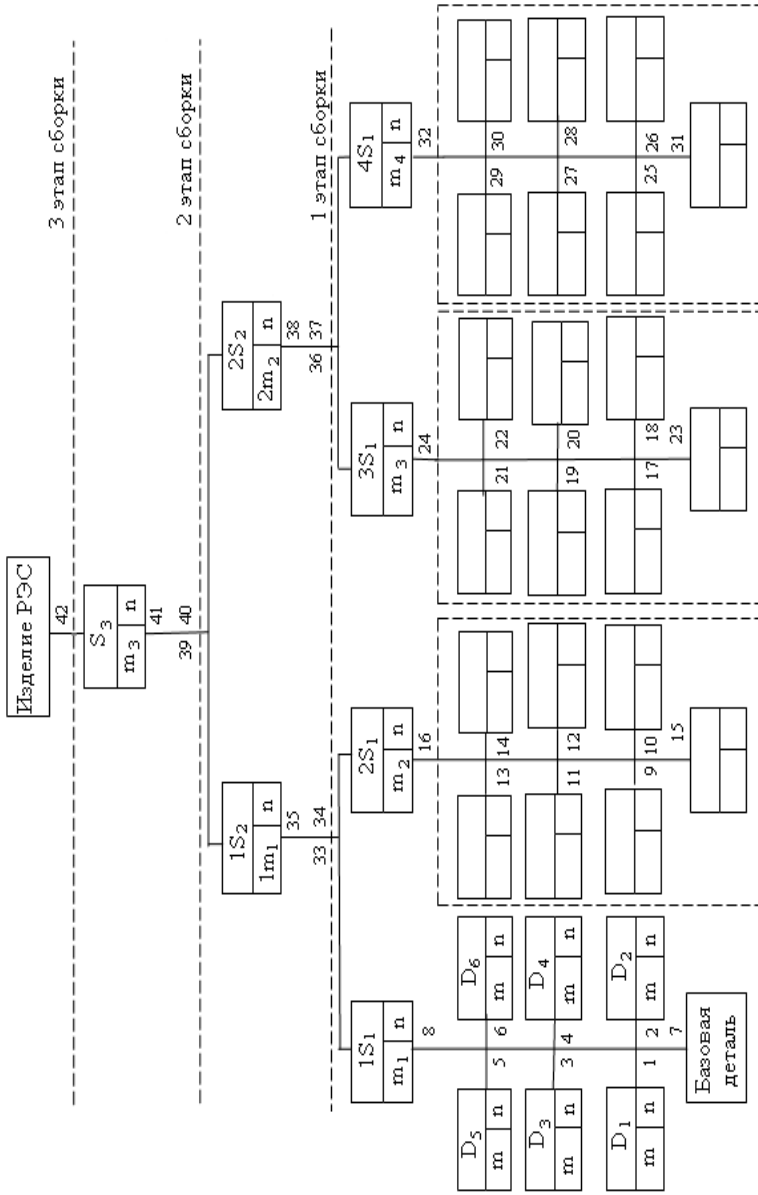 Изделие РЭС
42
3 этап сборки
S3
m3 n
41
39 40
2 этап сборки
1S2
1m1 n
2S2
2m2 n
35
38
33 34
36 37
1 этап сборки
1S1
m1 n
2S1
m2 n
3S1
m3 n
4S1
m4 n
8
16
24
32
D5
m n
D6
m n
5 6
13 14
21 22
29 30
D3
m n
D4
m n
3 4
11 12
19 20
27 28
D1
m n
D2
m n
1 2
9 10
17 18
25 26
7
15
23
31
Базовая
деталь